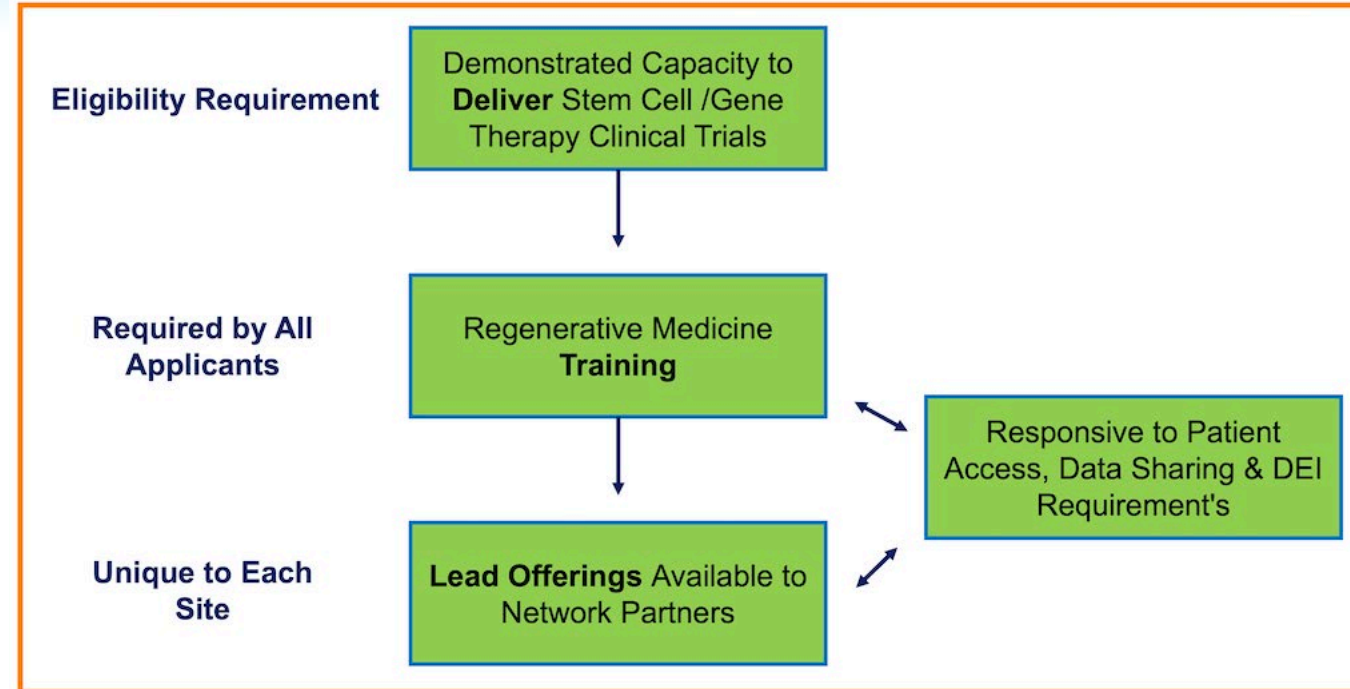 Eligibility Requirement
Demonstrated Capacity to
Deliver Stem Cell /Gene
Therapy Clinical Trials
Required by All
Applicants
Regenerative Medicine
Training
Responsive to Patient
Access, Data Sharing & DEI
Requirement's
Unique to Each
Site
Lead Offerings Available to
Network Partners